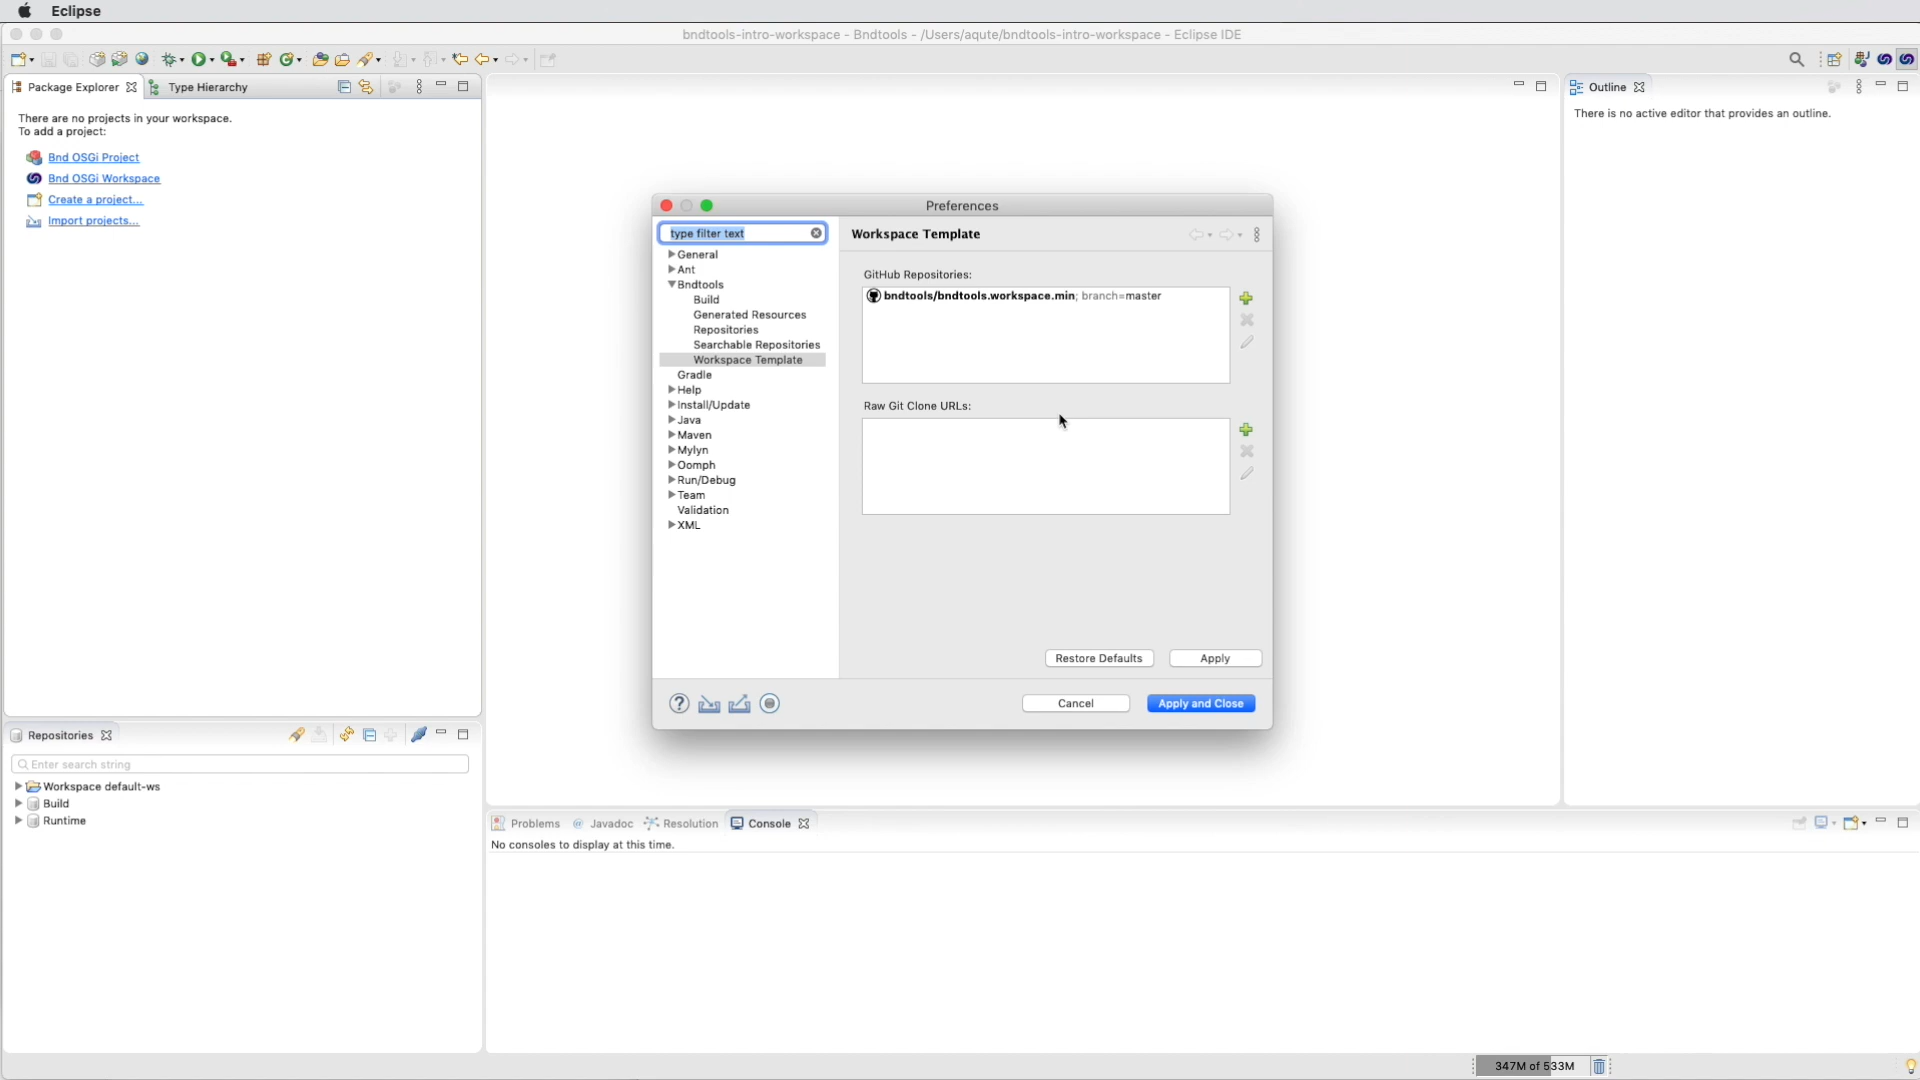 Eclipse
bndtools-intro-workspace - Bndtools - /Users/aqute/bndtools-intro-workspace - Eclipse IDE
Package Explorer
Type Hierarchy
There are no projects in your workspace.
To add a project:
Bnd OSGi Project
Bnd OSGi Workspace
Create a project...
Import projects...
Outline
There is no active editor that provides an outline.
Preferences
type filter text
General
Ant
Bndtools
Build
Generated Resources
Repositories
Searchable Repositories
Workspace Template
Gradle
Help
Install/Update
Java
Maven
Mylyn
Oomph
Run/Debug
Team
Validation
XML
Workspace Template
GitHub Repositories:
bndtools/bndtools.workspace.min; branch=master
Raw Git Clone URLs:
Restore Defaults
Apply
Cancel
Apply and Close
Repositories
Enter search string
Workspace default-ws
Build
Runtime
Problems
@ Javadoc
Resolution
Console
No consoles to display at this time.
347M of 533M